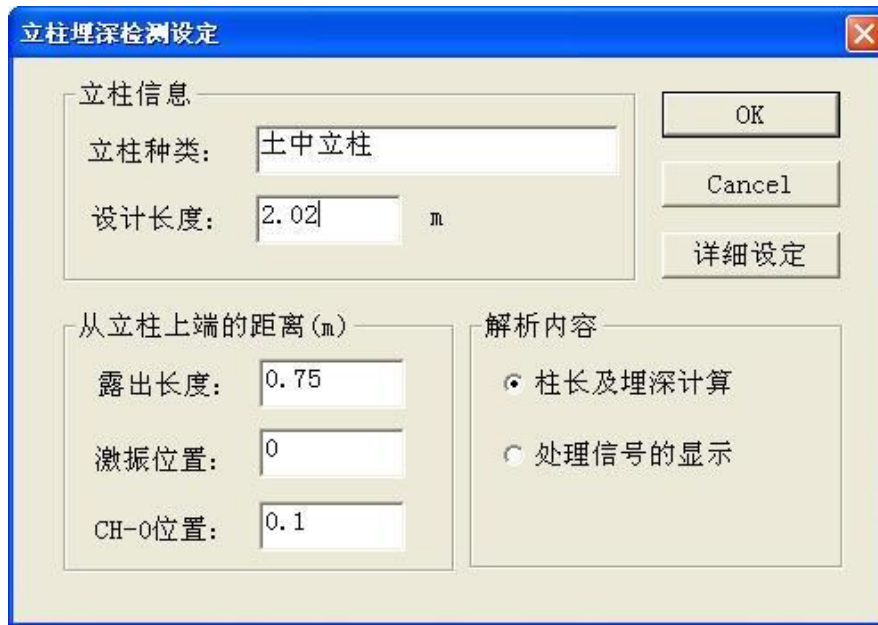 立柱埋深检测设定
立柱信息
立柱种类: 土中立柱
设计长度: 2.02 m
OK
Cancel
详细设定
从立柱上端的距离(m)
露出长度: 0.75
激振位置: 0
CH-0位置: 0.1
解析内容
柱长及埋深计算
处理信号的显示